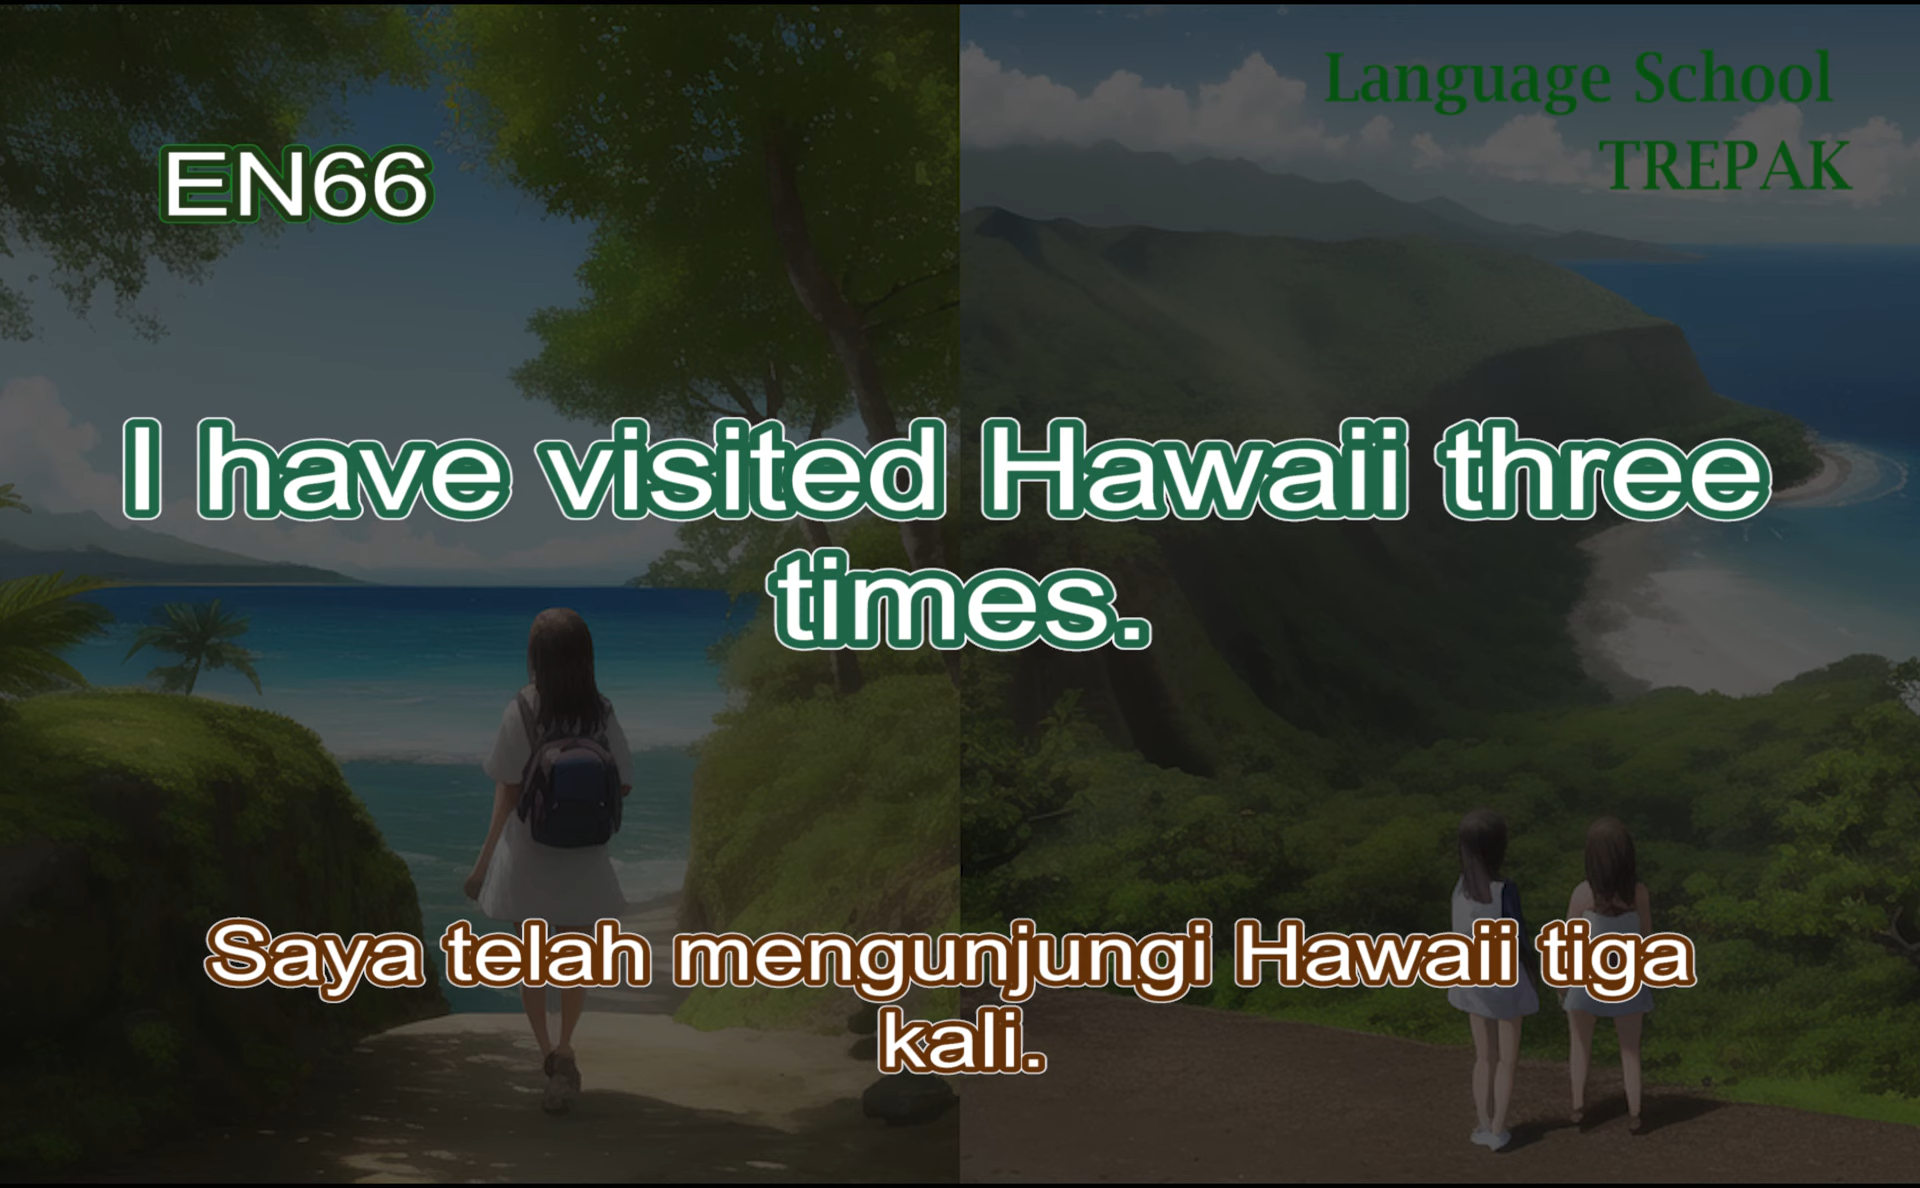 Language School
TREPAK
EN66
I have visited Hawaii three
times.
Saya telah mengunjungi Hawaii tiga
kali.